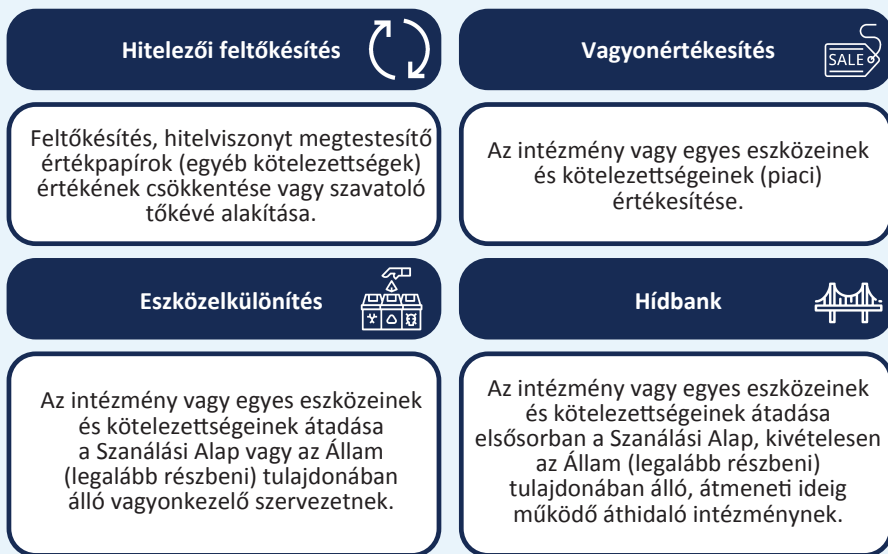 Hitelezői feltőkésítés
Feltőkésítés, hitelviszonyt megtestesítő
értékpapírok (egyéb kötelezettségek)
értékének csökkentése vagy szavatoló
tőkévé alakítása.
Vagyonértékesítés
SALE
Az intézmény vagy egyes eszközeinek
és kötelezettségeinek (piaci)
értékesítése.
Eszközelkülönítés
Az intézmény vagy egyes eszközeinek
és kötelezettségeinek átadása
a Szanálási Alap vagy az Állam
(legalább részbeni) tulajdonában
álló vagyonkezelő szervezetnek.
Hídbank
Az intézmény vagy egyes eszközeinek
és kötelezettségeinek átadása
elsősorban a Szanálási Alap, kivételesen
az Állam (legalább részbeni)
tulajdonában álló, átmeneti ideig
működő áthidaló intézménynek.